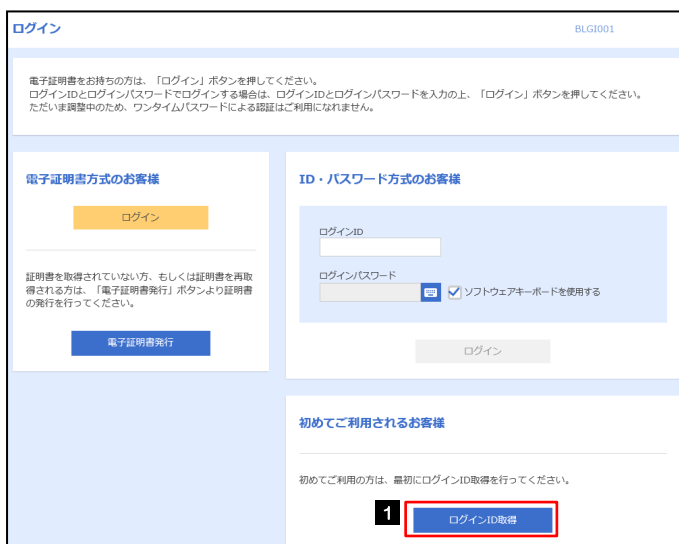 ログイン
BLGI001
電子証明書をお持ちの方は、「ログイン」ボタンを押してください。
ログインIDとログインパスワードでログインする場合は、ログインIDとログインパスワードを入力の上、「ログイン」ボタンを押してください。
ただいま調整中のため、ワンタイムパスワードによる認証はご利用になれません。
電子証明書方式のお客様
ログイン
証明書を取得されていない方、もしくは証明書を再取
得される方は、「電子証明書発行」ボタンより証明書
の発行を行ってください。
電子証明書発行
ID・パスワード方式のお客様
ログインID
ログインパスワード
ソフトウェアキーボードを使用する
ログイン
初めてご利用されるお客様
初めてご利用の方は、最初にログインID取得を行ってください。
1
ログインID取得